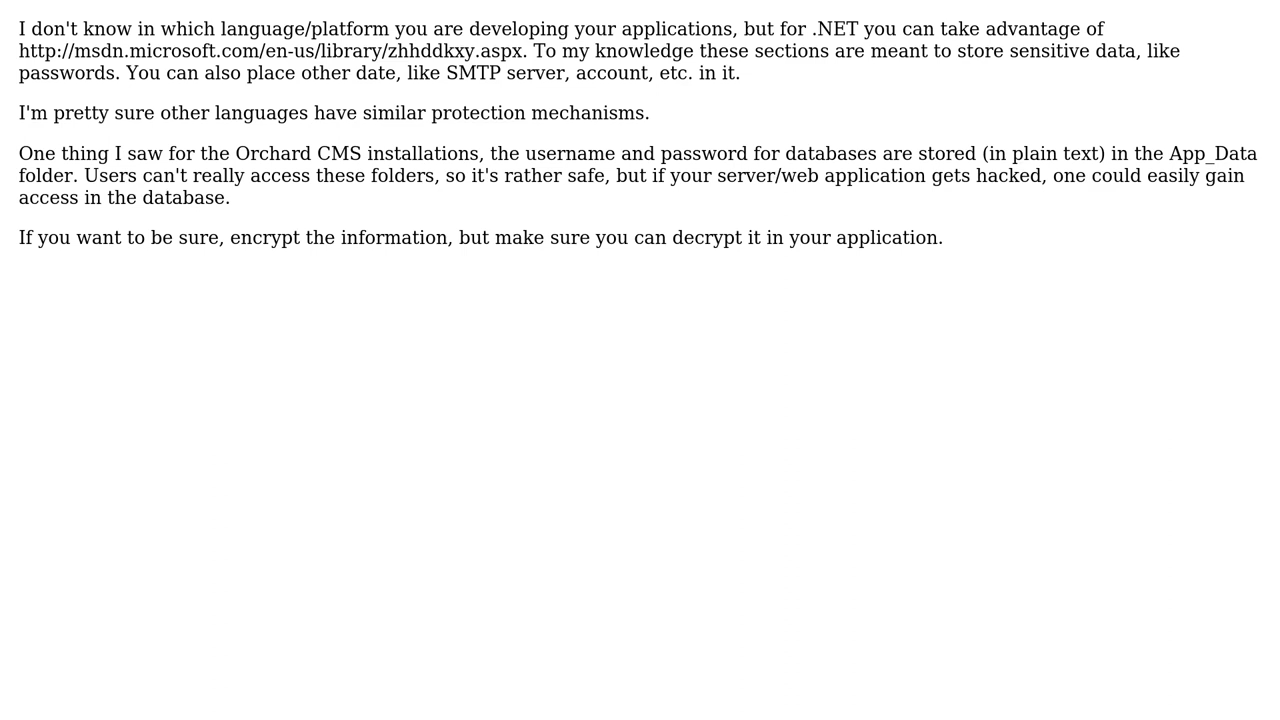 I don't know in which language/platform you are developing your applications, but for .NET you can take advantage of
http://msdn.microsoft.com/en-us/library/zhhddkxy.aspx. To my knowledge these sections are meant to store sensitive data, like
passwords. You can also place other date, like SMTP server, account, etc. in it.
I'm pretty sure other languages have similar protection mechanisms.
One thing I saw for the Orchard CMS installations, the username and password for databases are stored (in plain text) in the App_Data
folder. Users can't really access these folders, so it's rather safe, but if your server/web application gets hacked, one could easily gain
access in the database.
If you want to be sure, encrypt the information, but make sure you can decrypt it in your application.